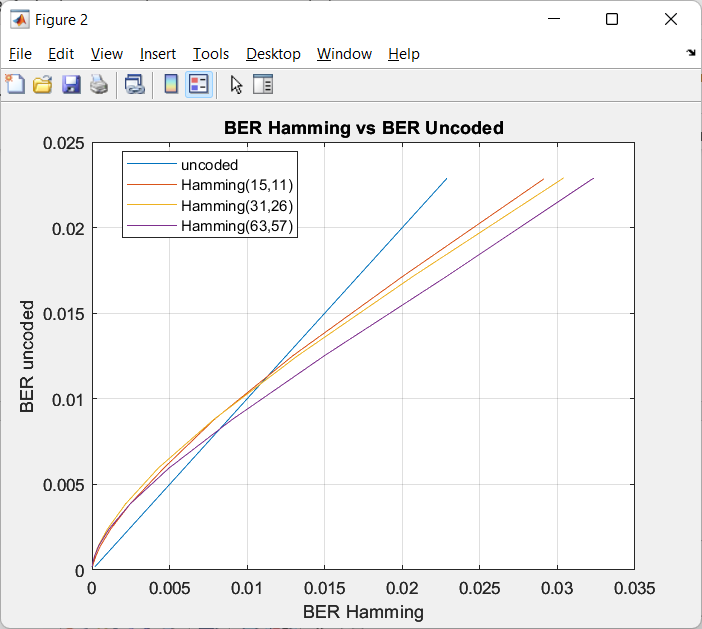 Figure 2
File Edit View Insert Tools Desktop Window Help
BER Hamming vs BER Uncoded
0.025
0.02
0.015
0.01
0.005
0
BER uncoded
uncoded
Hamming(15,11)
Hamming(31,26)
Hamming(63,57)
0 0.005 0.01 0.015 0.02 0.025 0.03 0.035
BER Hamming